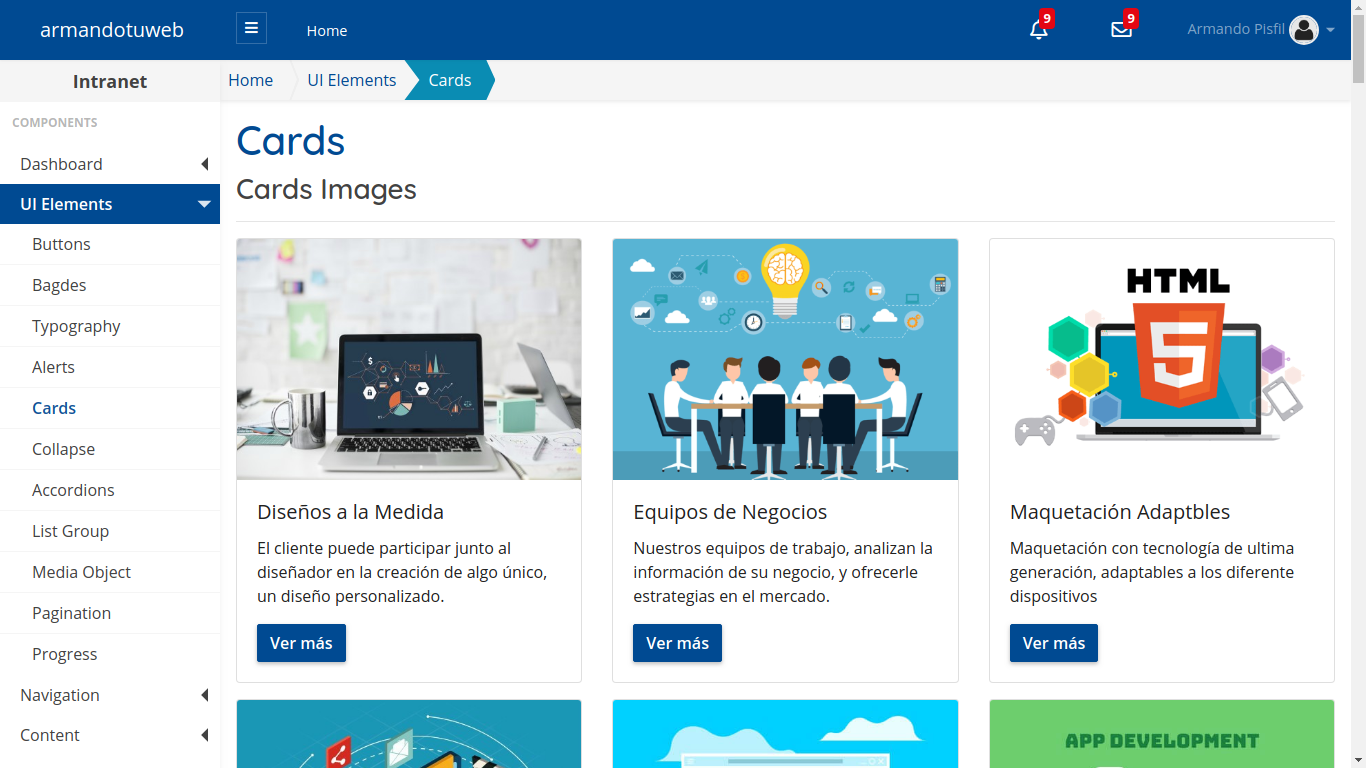 armandotuweb
Home
9
9
Armando Pisfil
Intranet
Home
UI Elements
Cards
COMPONENTS
Dashboard
UI Elements
Buttons
Bagdes
Typography
Alerts
Cards
Collapse
Accordions
List Group
Media Object
Pagination
Progress
Navigation
Content
Cards
Cards Images
Diseños a la Medida
El cliente puede participar junto al
diseñador en la creación de algo único,
un diseño personalizado.
Ver más
Equipos de Negocios
Nuestros equipos de trabajo, analizan la
información de su negocio, y ofrecerle
estrategias en el mercado.
Ver más
HTML
5
Maquetación Adaptbles
Maquetación con tecnología de ultima
generación, adaptables a los diferente
dispositivos
Ver más
APP DEVELOPMENT